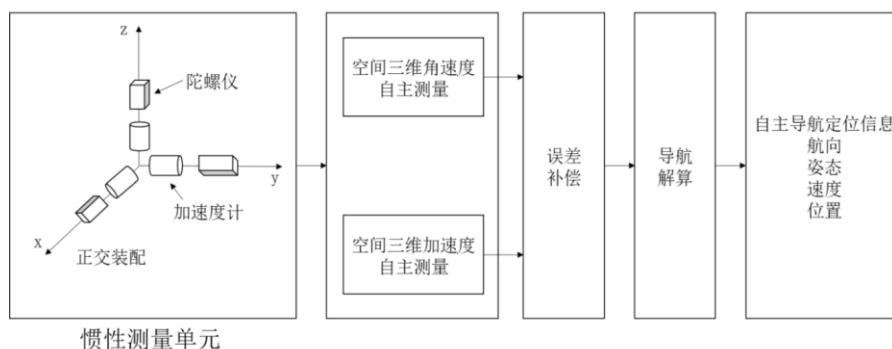 z
陀螺仪
y
加速度计
x
正交装配
惯性测量单元
空间三维角速度
自主测量
空间三维加速度
自主测量
误差
补偿
导航
解算
自主导航定位信息
航向
姿态
速度
位置